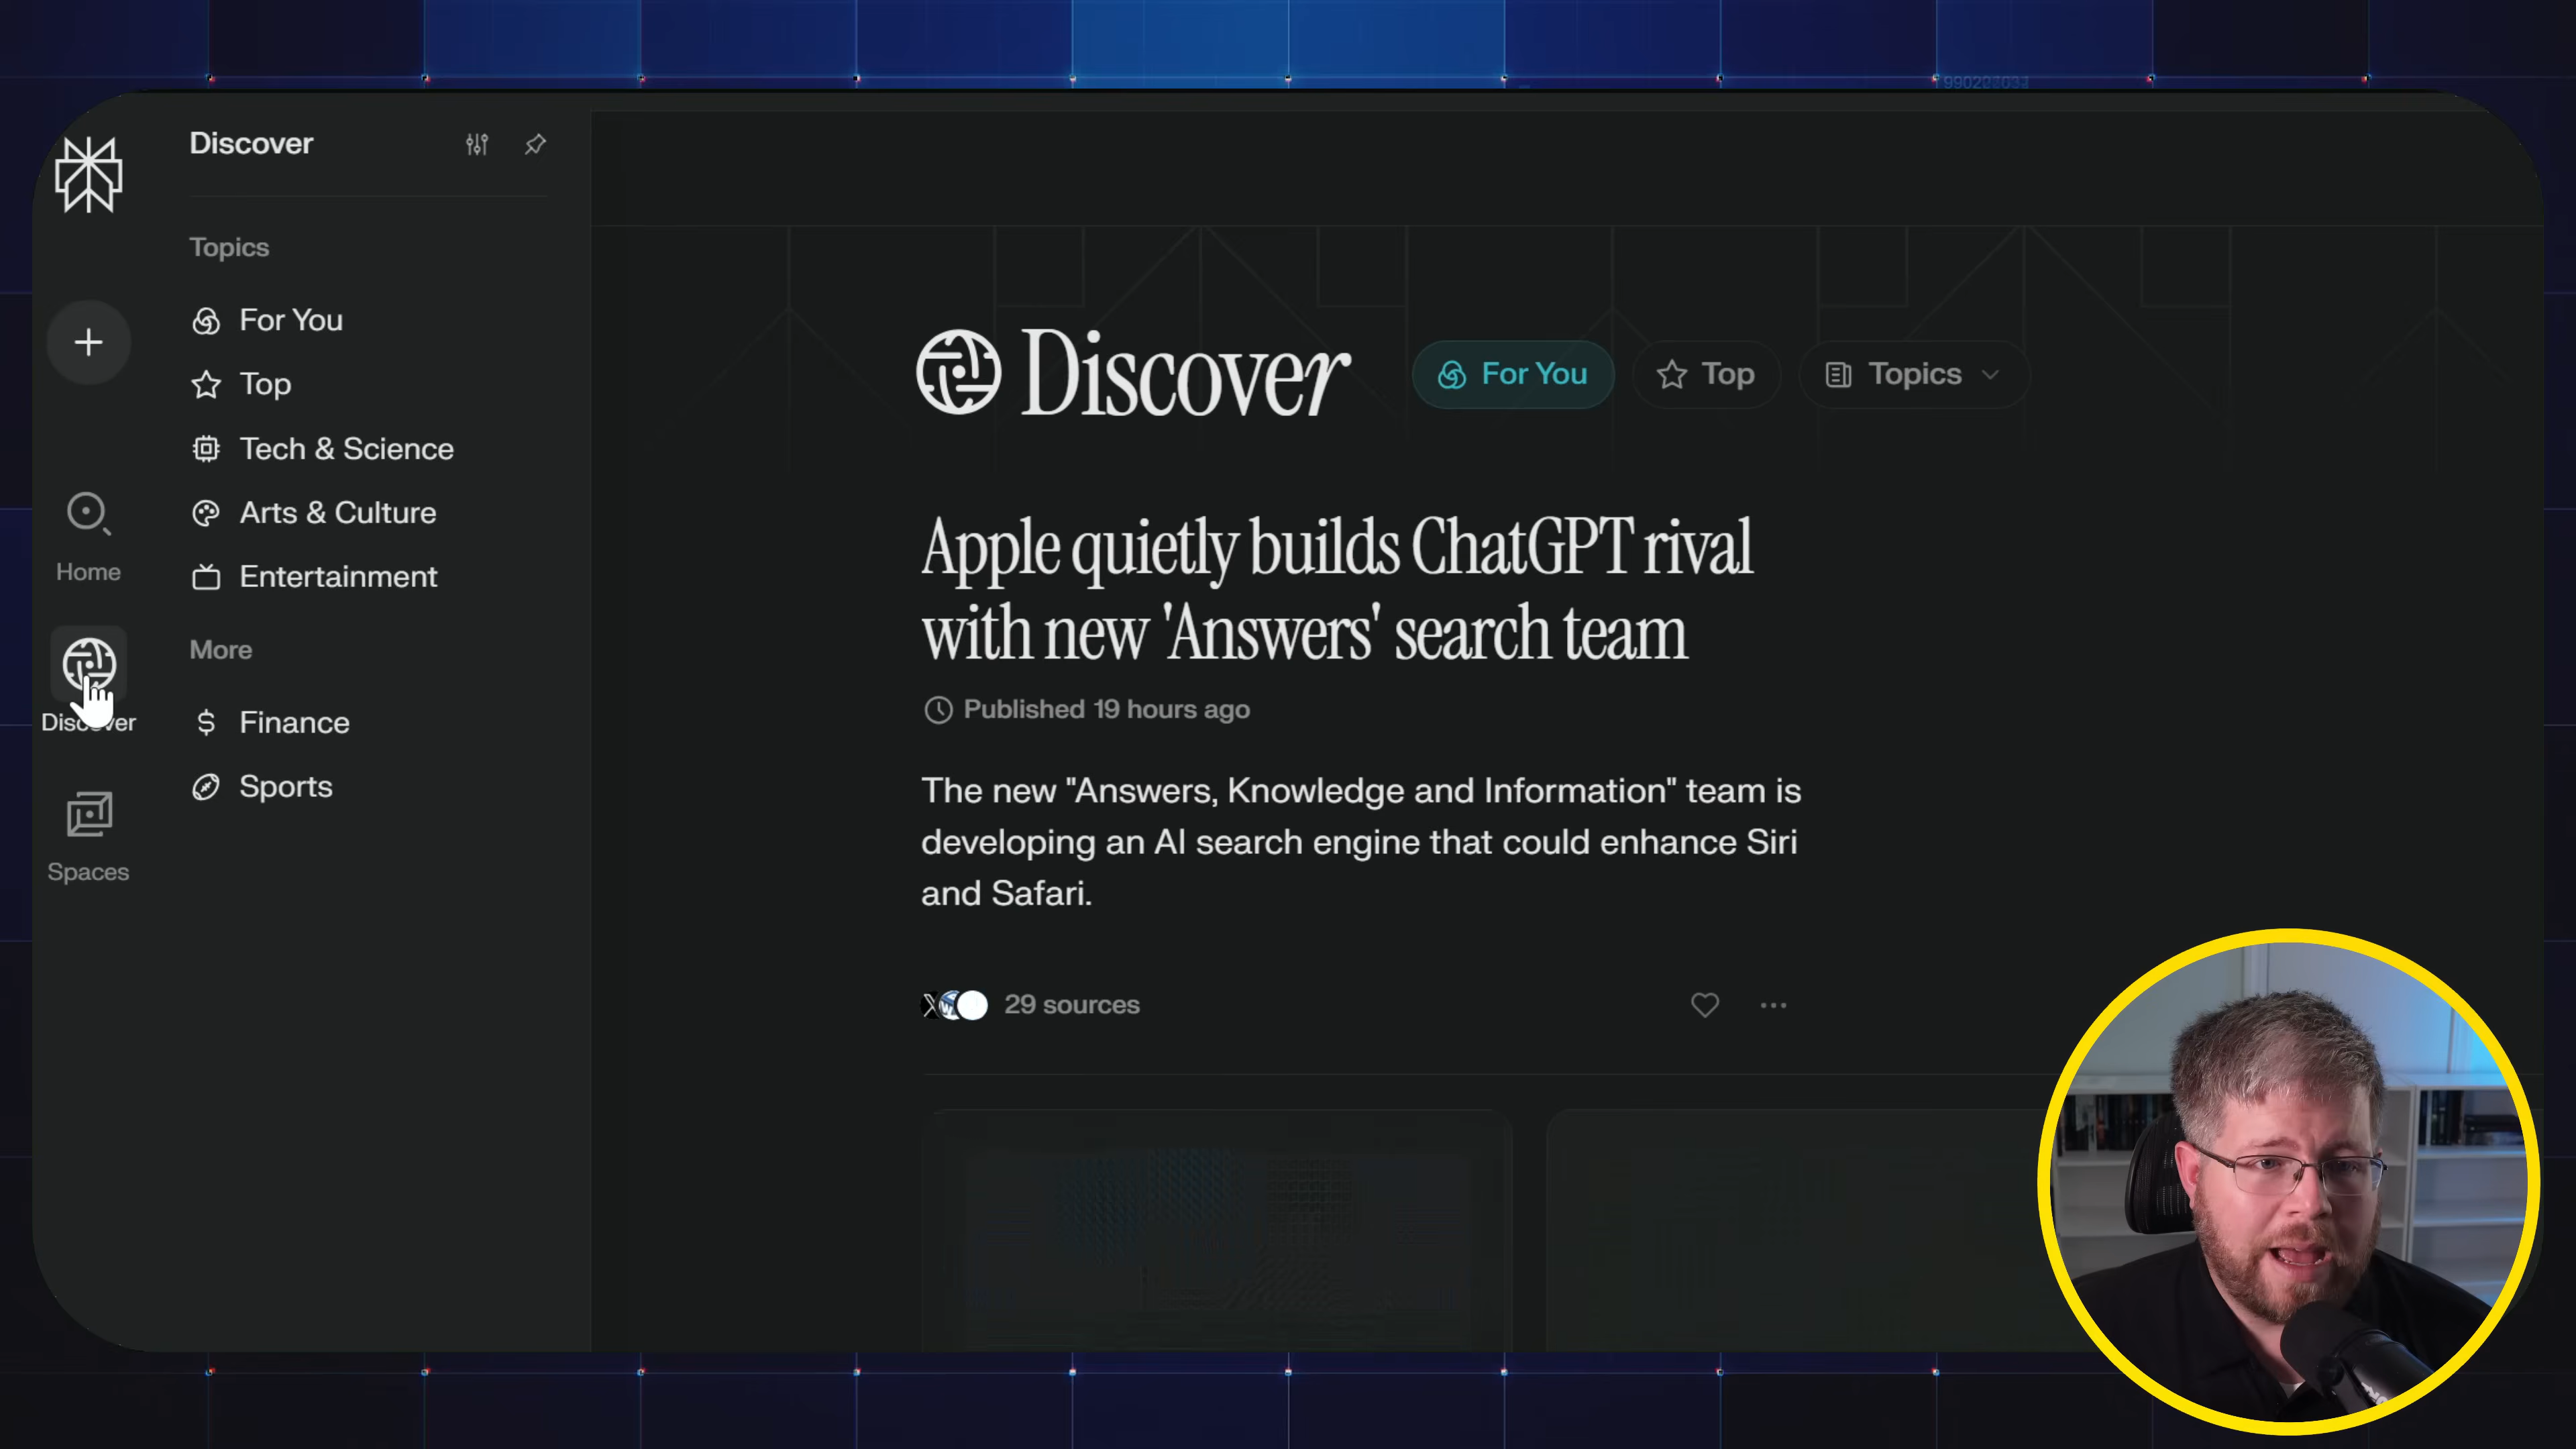 Discover
Topics
For You
Top
Tech & Science
Arts & Culture
Entertainment
More
Finance
Sports
Home
Discover
Spaces
Discover
For You
Top
Topics
Apple quietly builds ChatGPT rival
with new 'Answers' search team
Published 19 hours ago
The new "Answers, Knowledge and Information" team is
developing an AI search engine that could enhance Siri
and Safari.
29 sources